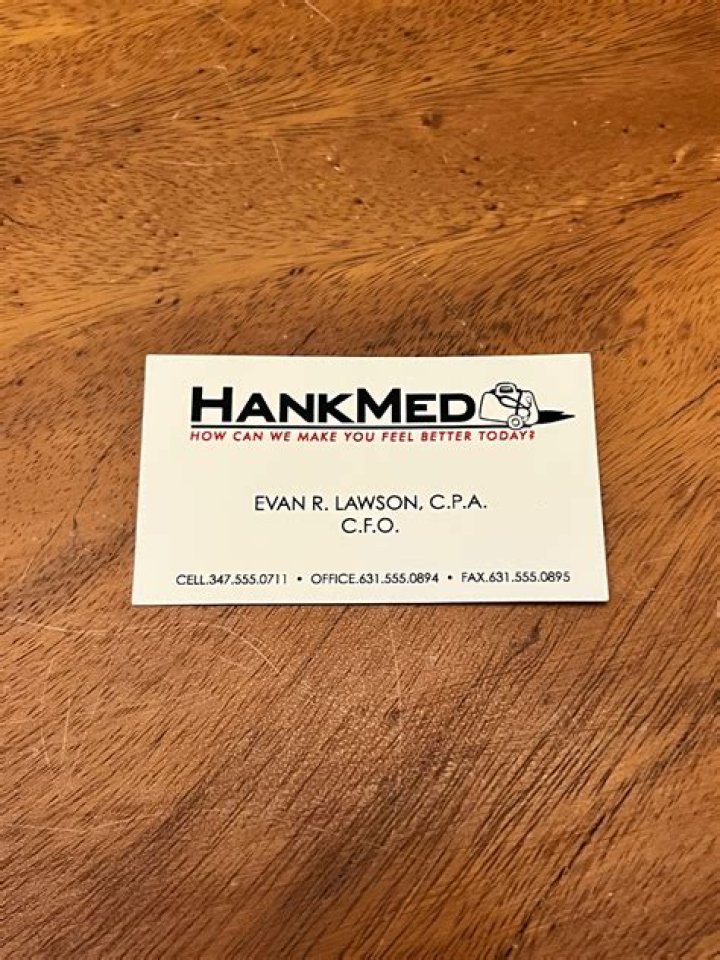 HANKMED
HOW CAN WE MAKE YOU FEEL BETTER TODAY?
EVAN R. LAWSON, C.P.A.
C.F.O.
CELL.347.555.0711 • OFFICE.631.555.0894 • FAX.631.555.0895